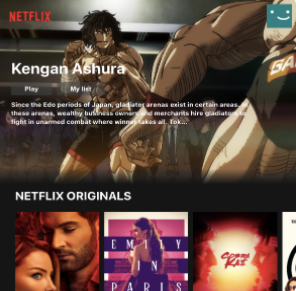 NETFLIX
Kengan Ashura
Play My list
Since the Edo periods of Japan, gladiator arenas exist in certain areas. In
these arenas, wealthy business owners and merchants hire gladiators to
fight in unarmed combat where winner takes all. Tok...
NETFLIX ORIGINALS
EMILY
IN
PARIS
COBRA
KAI